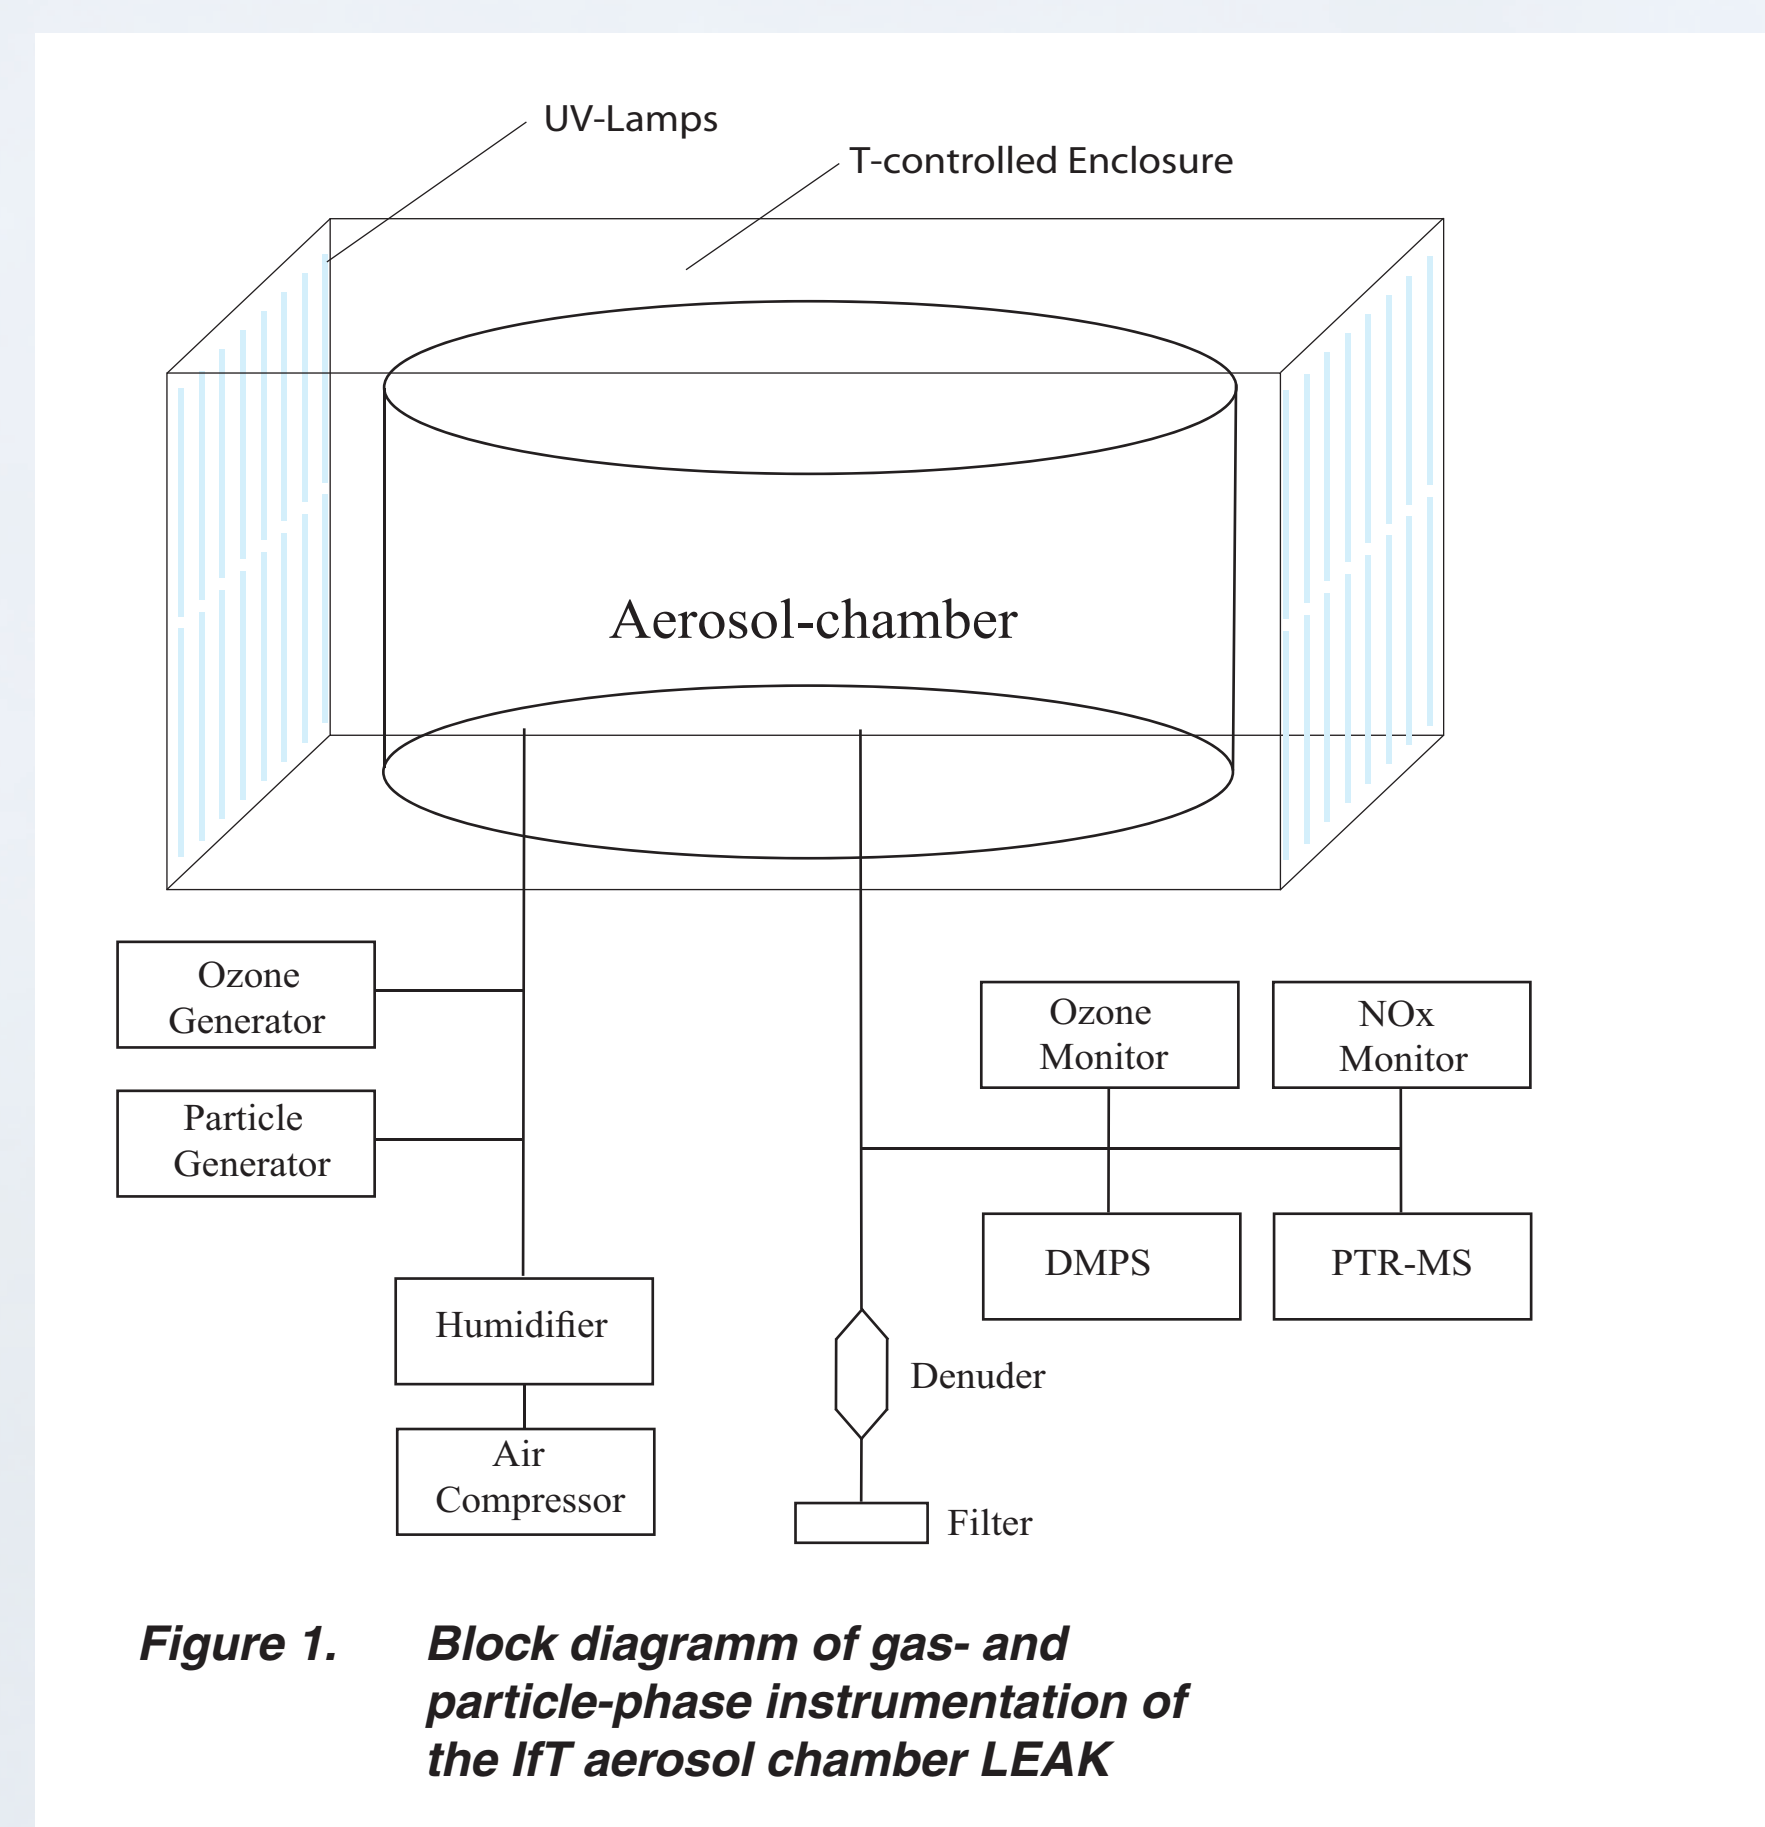 UV-Lamps
T-controlled Enclosure
Aerosol-chamber
Ozone
Generator
Particle
Generator
Humidifier
Air
Compressor
Ozone
Monitor
NOx
Monitor
DMPS
PTR-MS
Denuder
Filter
Figure 1. Block diagramm of gas- and
particle-phase instrumentation of
the IfT aerosol chamber LEAK